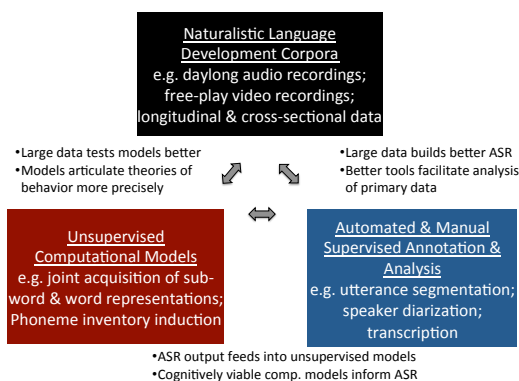 Naturalistic Language
Development Corpora
e.g. daylong audio recordings;
free-play video recordings;
longitudinal & cross-sectional data
•Large data tests models better
•Models articulate theories of
behavior more precisely
•Large data builds better ASR
•Better tools facilitate analysis
of primary data
Unsupervised
Computational Models
e.g. joint acquisition of sub-
word & word representations;
Phoneme inventory induction
Automated & Manual
Supervised Annotation &
Analysis
e.g. utterance segmentation;
speaker diarization;
transcription
•ASR output feeds into unsupervised models
•Cognitively viable comp. models inform ASR